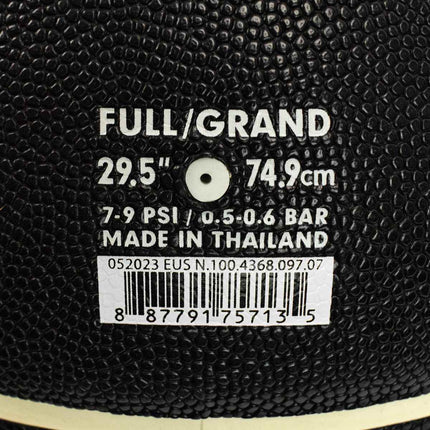 FULL/GRAND
29.5" 74.9cm
7-9 PSI / 0.5-0.6 BAR
MADE IN THAILAND
052023 EUS N.100.4368.097.07
8 87791 75713 5